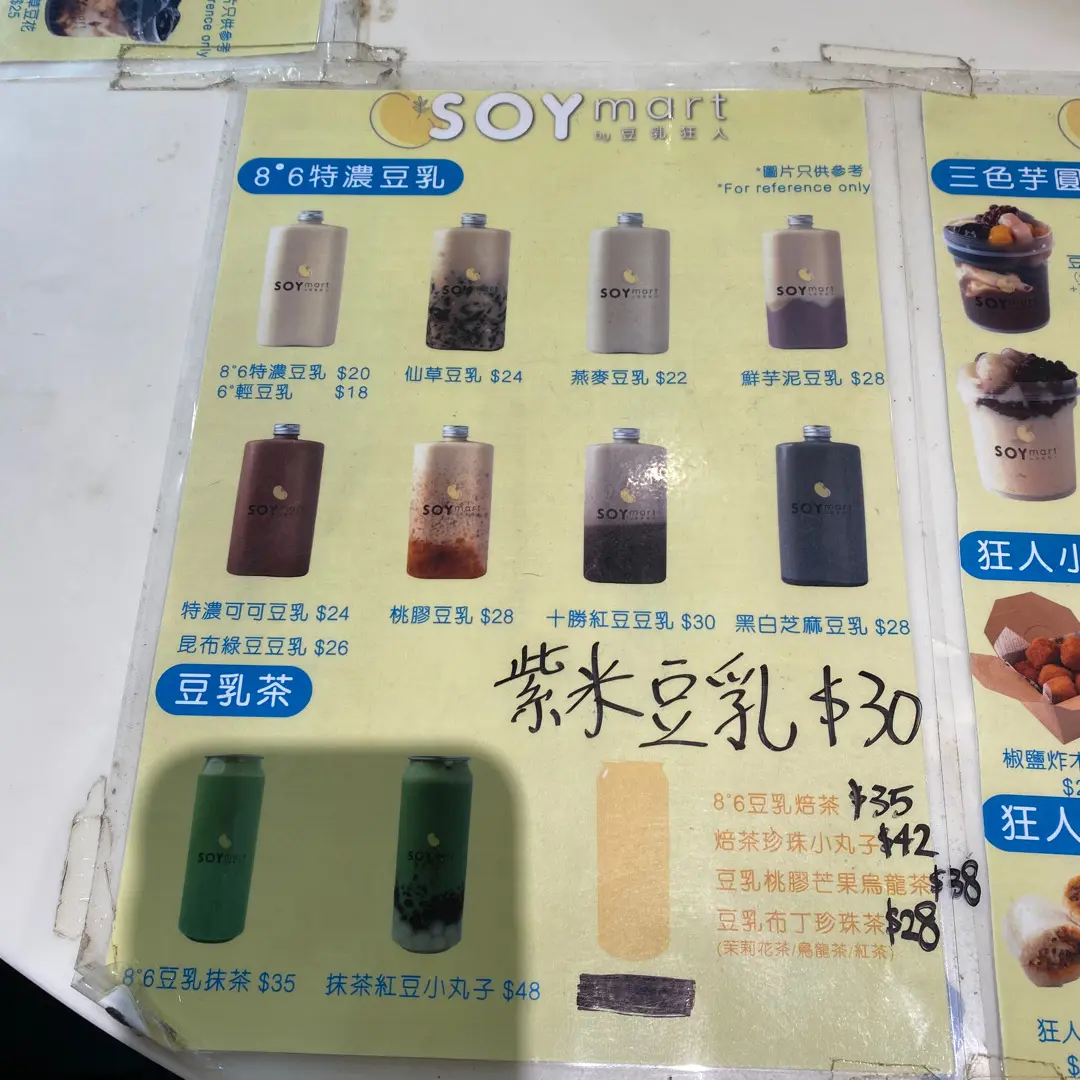 $25
rence only
SOYmart
by 豆乳狂人
8°6特濃豆乳
*圖片只供參考
*For reference only
8°6特濃豆乳 $20
6°輕豆乳 $18
仙草豆乳 $24
燕麥豆乳 $22
鮮芋泥豆乳 $28
特濃可可豆乳 $24
昆布綠豆豆乳 $26
桃膠豆乳 $28
十勝紅豆豆乳 $30
黑白芝麻豆乳 $28
紫米豆乳 $30
豆乳茶
8°6豆乳抹茶 $35
抹茶紅豆小丸子 $48
8°6豆乳焙茶 $35
焙茶珍珠小丸子 $42
豆乳桃膠芒果烏龍茶 $38
豆乳布丁珍珠茶 $28
(茉莉花茶/烏龍茶/紅茶)
三色芋圓
狂人小
椒鹽炸
狂人
狂人